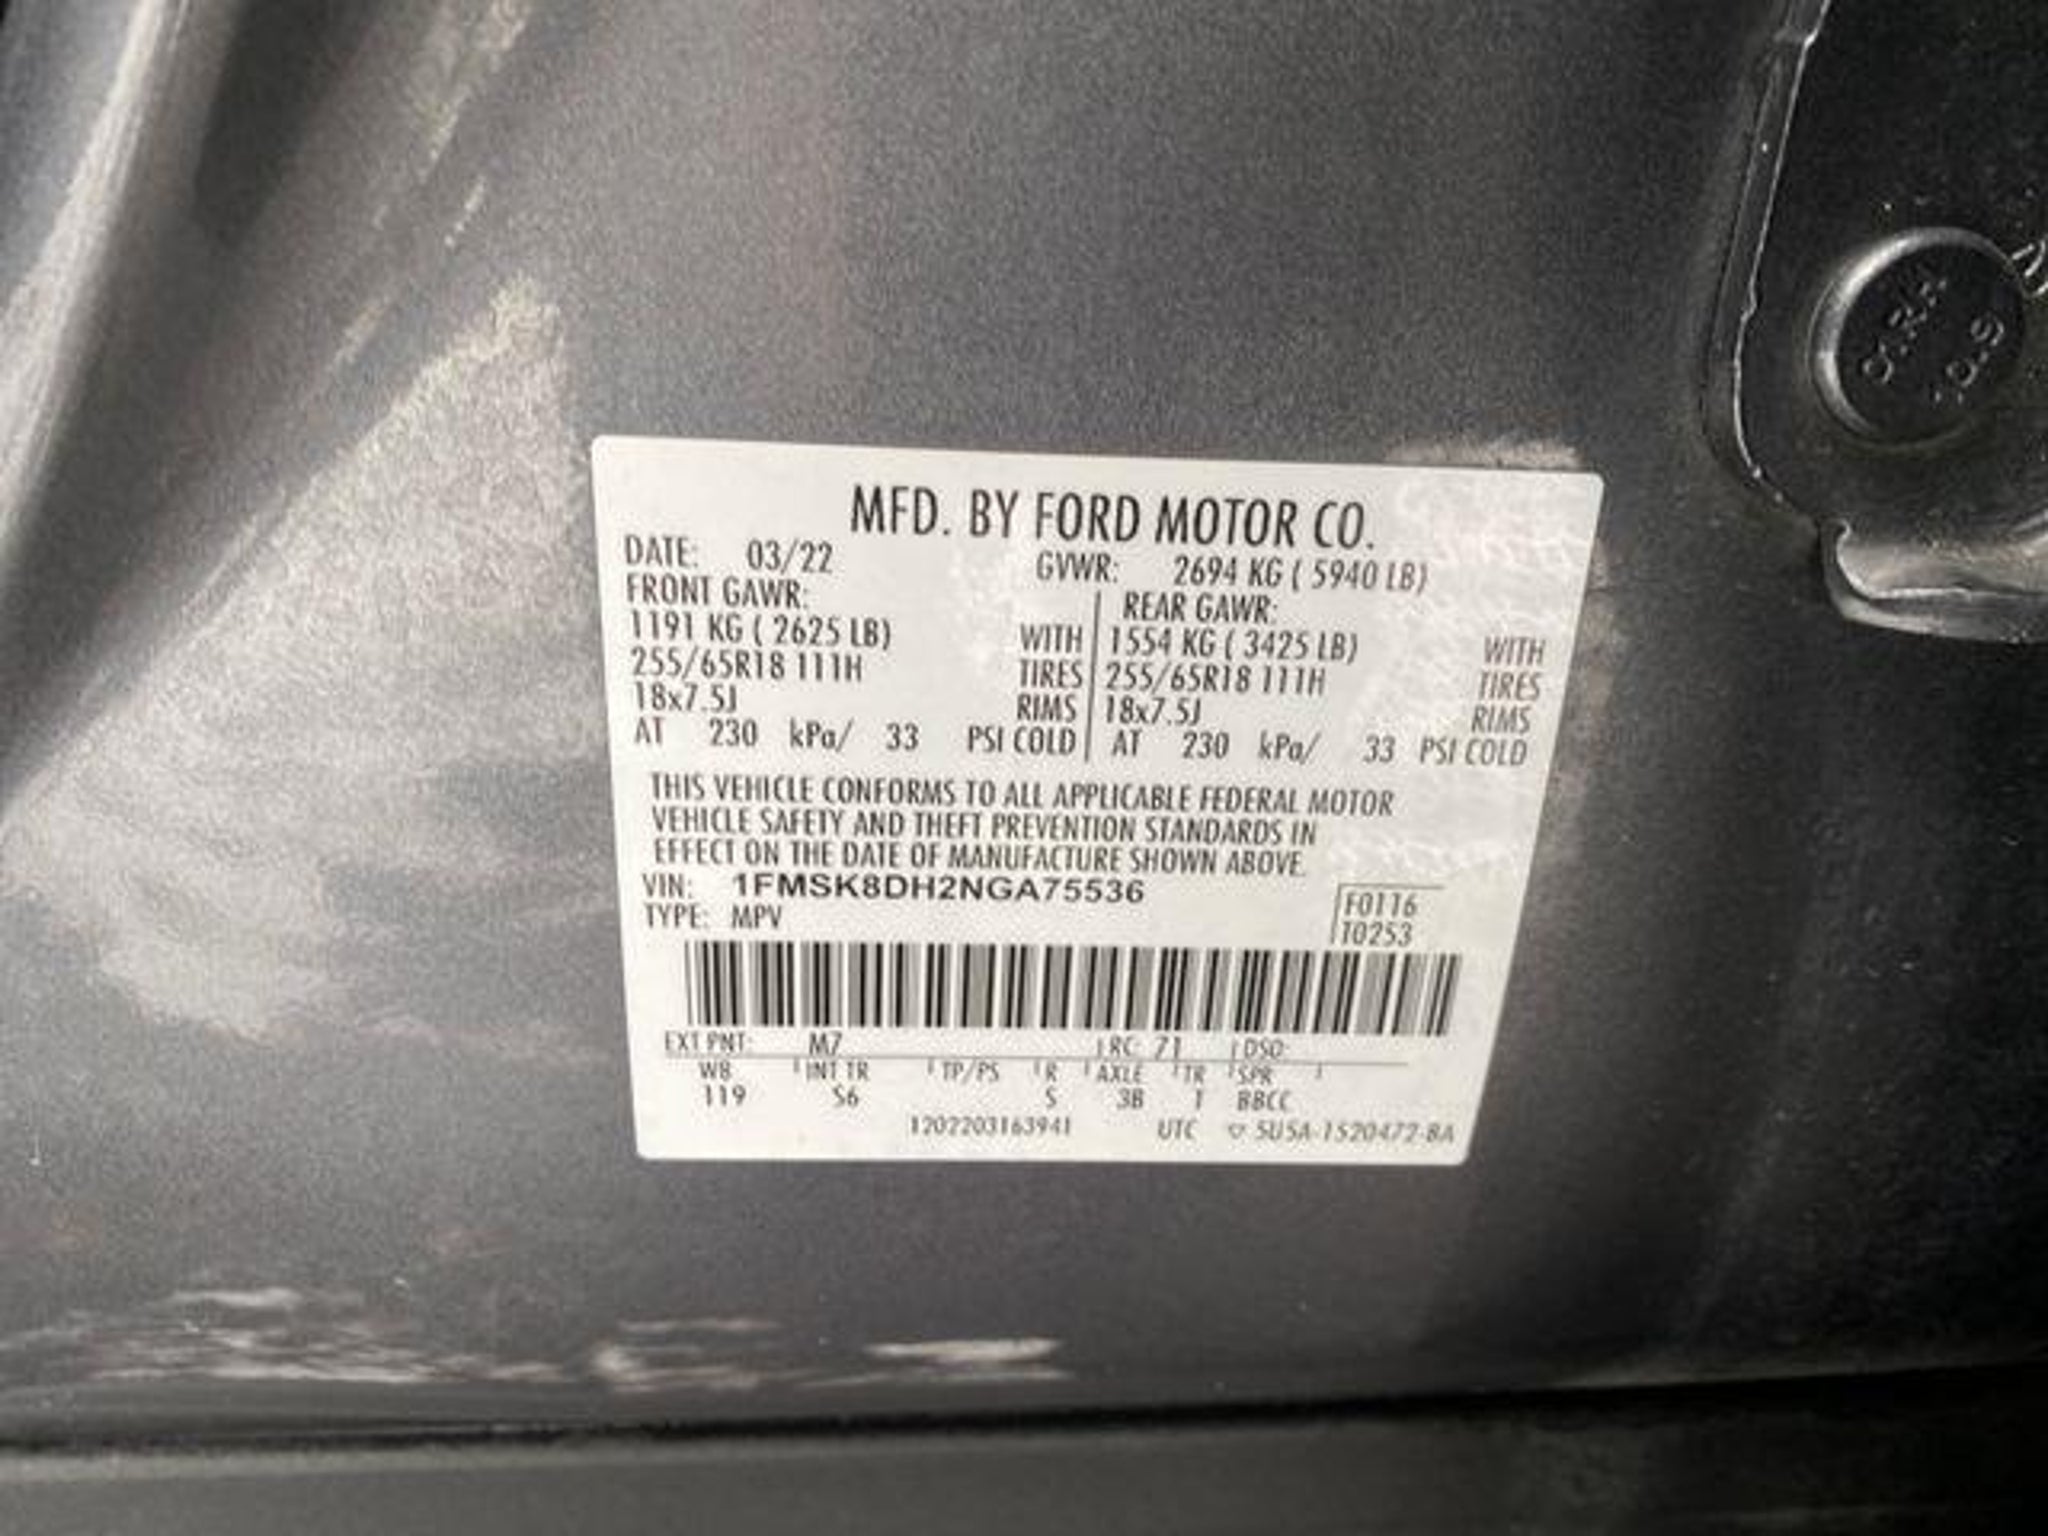 MFD. BY FORD MOTOR CO.
DATE: 03/22 GVWR: 2694 KG ( 5940 LB)
FRONT GAWR: REAR GAWR:
1191 KG ( 2625 LB) WITH 1554 KG ( 3425 LB) WITH
255/65R18 111H TIRES 255/65R18 111H TIRES
18x7.5J RIMS 18x7.5J RIMS
AT 230 kPa/ 33 PSI COLD AT 230 kPa/ 33 PSI COLD
THIS VEHICLE CONFORMS TO ALL APPLICABLE FEDERAL MOTOR
VEHICLE SAFETY AND THEFT PREVENTION STANDARDS IN
EFFECT ON THE DATE OF MANUFACTURE SHOWN ABOVE.
VIN: 1FMSK8DH2NGA75536
TYPE: MPV
F0116
T0253
EXT PNT: M7 RC: 71 DSO:
WB INT TR TP/PS R AXLE TR SPR
119 S6 S 3B 1 BBCC
1202203163941 UTC 5U5A-1520472-BA
10.9